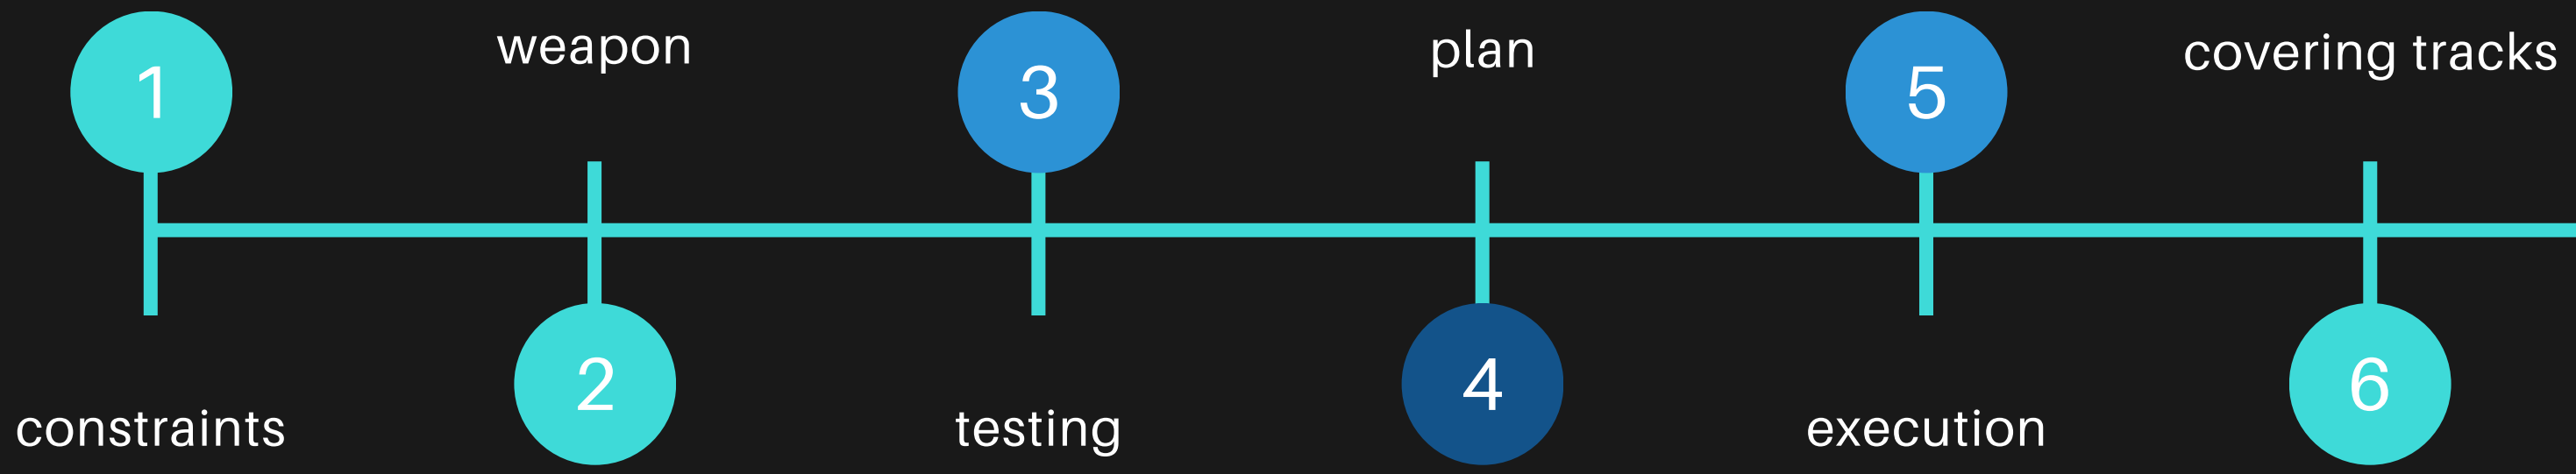 1
constraints
weapon
2
3
testing
plan
4
5
execution
covering tracks
6